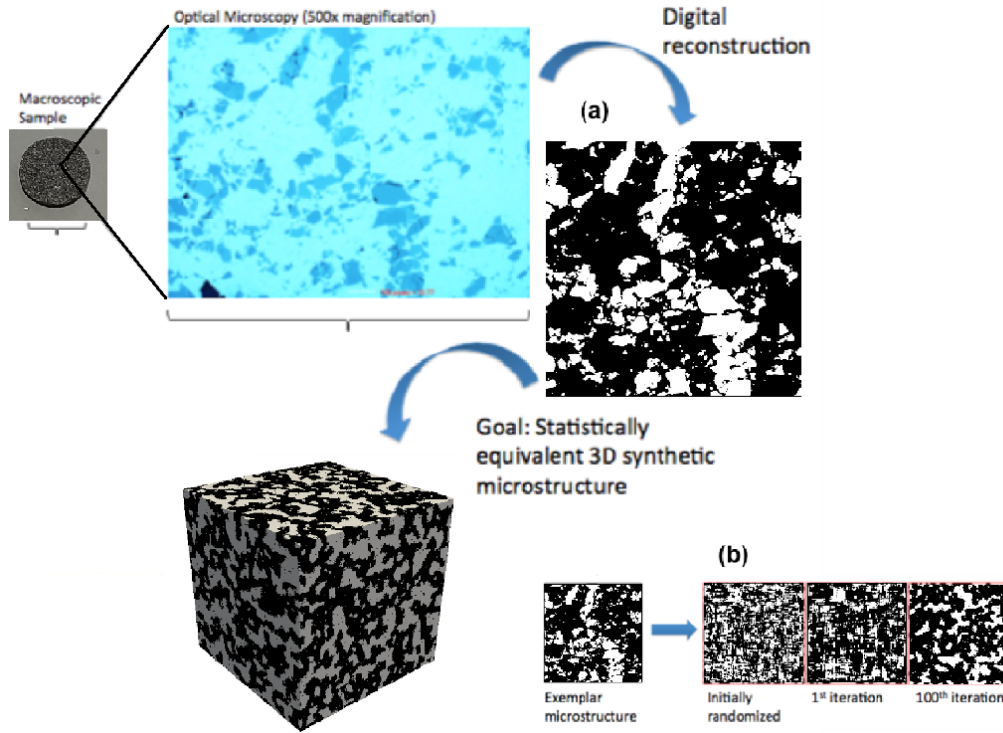 Optical Microscopy (500x magnification)
Digital
reconstruction
Macroscopic
Sample
(a)
Goal: Statistically
equivalent 3D synthetic
microstructure
(b)
Exemplar
microstructure
Initially
randomized
1st iteration
100th iteration